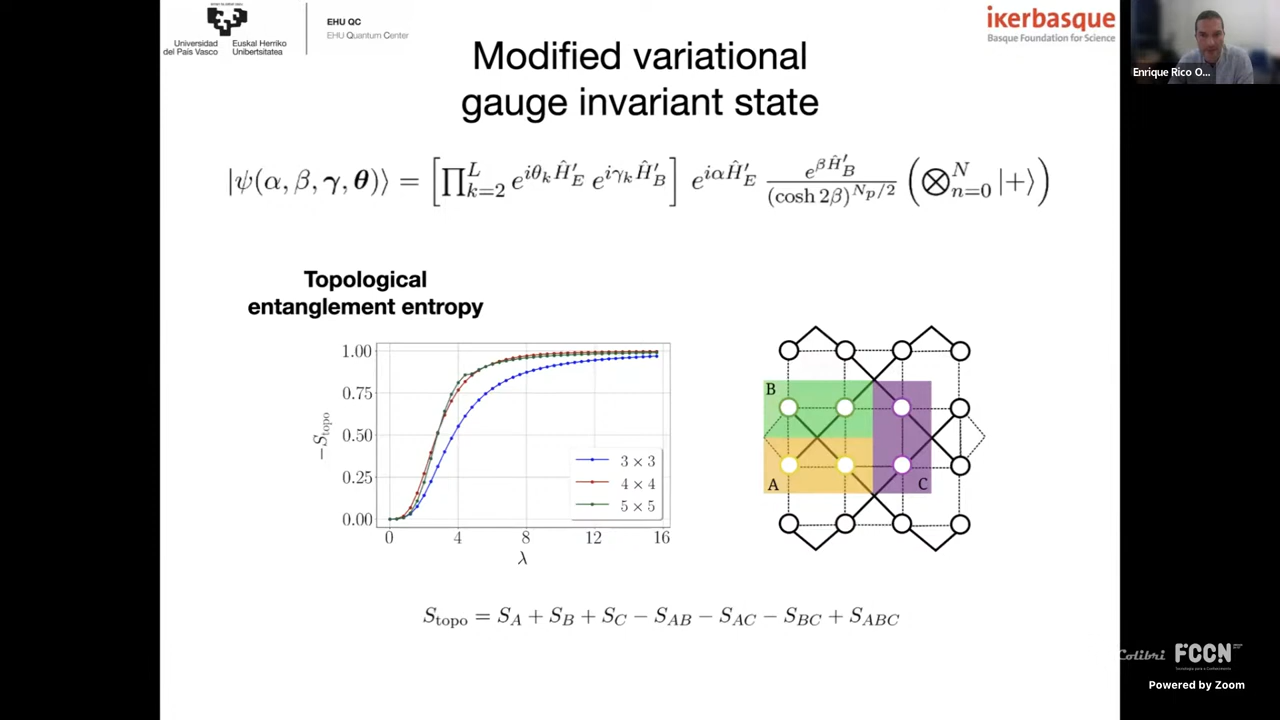 Universidad del País Vasco
Euskal Herriko Unibertsitatea
EHU QC
EHU Quantum Center
ikerbasque
Basque Foundation for Science
Enrique Rico O...
Modified variational
gauge invariant state
|ψ(α, β, γ, θ)⟩ = [∏_{k=2}^{L} e^{iθ_k Ĥ'_E} e^{iγ_k Ĥ'_B}] e^{iαĤ'_E} e^{βĤ'_B}/(cosh 2β)^{N_p/2} (⊗_{n=0}^{N} |+⟩)
Topological
entanglement entropy
1.00
0.75
0.50
0.25
0.00
−S_topo
3 × 3
4 × 4
5 × 5
0 4 8 12 16
λ
B
A
C
S_topo = S_A + S_B + S_C − S_AB − S_AC − S_BC + S_ABC
Colibri
FCCN
Powered by Zoom